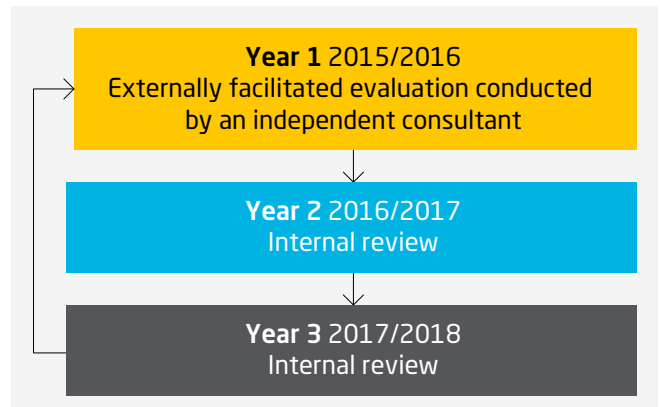 Year 1 2015/2016
Externally facilitated evaluation conducted
by an independent consultant
Year 2 2016/2017
Internal review
Year 3 2017/2018
Internal review